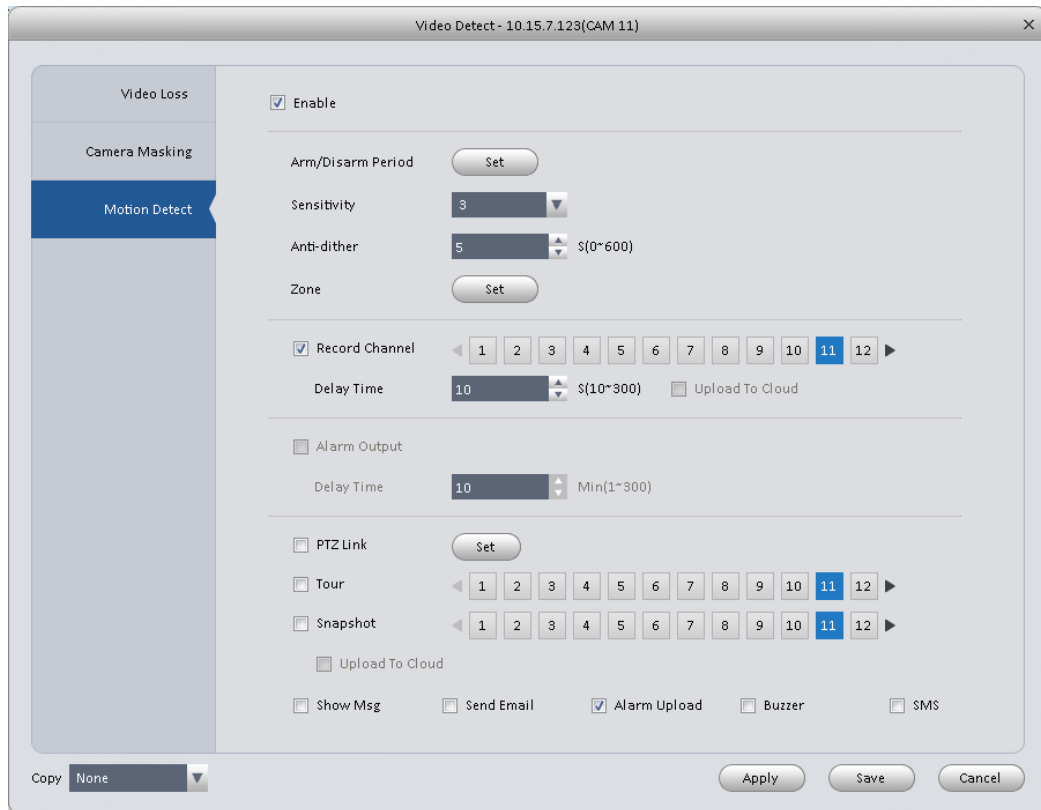 Video Detect - 10.15.7.123(CAM 11)
Video Loss
Camera Masking
Motion Detect
Enable
Arm/Disarm Period Set
Sensitivity 3
Anti-dither 5 S(0~600)
Zone Set
Record Channel 1 2 3 4 5 6 7 8 9 10 11 12
Delay Time 10 S(10~300) Upload To Cloud
Alarm Output
Delay Time 10 Min(1~300)
PTZ Link Set
Tour 1 2 3 4 5 6 7 8 9 10 11 12
Snapshot 1 2 3 4 5 6 7 8 9 10 11 12
Upload To Cloud
Show Msg Send Email Alarm Upload Buzzer SMS
Copy None Apply Save Cancel